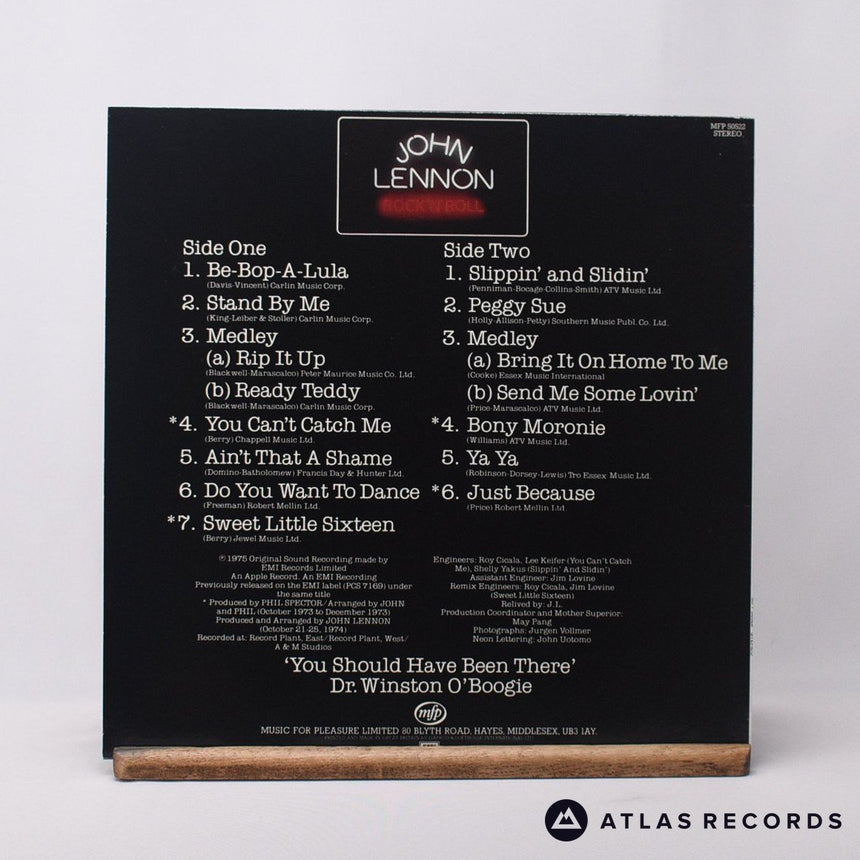 MFP 50522
STEREO
JOHN
LENNON
ROCK 'N' ROLL
Side One
1. Be-Bop-A-Lula
(Davis-Vincent) Carlin Music Corp.
2. Stand By Me
(King-Leiber & Stoller) Carlin Music Corp.
3. Medley
(a) Rip It Up
(Blackwell-Marascalco) Peter Maurice Music Co. Ltd.
(b) Ready Teddy
(Blackwell-Marascalco) Carlin Music Corp.
*4. You Can't Catch Me
(Berry) Chappell Music Ltd.
5. Ain't That A Shame
(Domino-Batholomew) Francis Day & Hunter Ltd.
6. Do You Want To Dance
(Freeman) Robert Mellin Ltd.
*7. Sweet Little Sixteen
(Berry) Jewel Music Ltd.
Side Two
1. Slippin' and Slidin'
(Penniman-Bocage-Collins-Smith) ATV Music Ltd.
2. Peggy Sue
(Holly-Allison-Petty) Southern Music Publ. Co. Ltd.
3. Medley
(a) Bring It On Home To Me
(Cooke) Essex Music International
(b) Send Me Some Lovin'
(Price-Marascalco) ATV Music Ltd.
*4. Bony Moronie
(Williams) ATV Music Ltd.
5. Ya Ya
(Robinson-Dorsey-Lewis) Tro Essex Music Ltd.
*6. Just Because
(Price) Robert Mellin Ltd.
℗ 1975 Original Sound Recording made by
EMI Records Limited
An Apple Record. An EMI Recording
Previously released on the EMI label (PCS 7169) under
the same title
* Produced by PHIL SPECTOR/Arranged by JOHN
and PHIL (October 1973 to December 1973)
Produced and Arranged by JOHN LENNON
(October 21-25, 1974)
Recorded at: Record Plant, East/Record Plant, West/
A & M Studios
Engineers: Roy Cicala, Lee Keifer (You Can't Catch
Me), Shelly Yakus (Slippin' And Slidin')
Assistant Engineer: Jim Lovine
Remix Engineers: Roy Cicala, Jim Lovine
(Sweet Little Sixteen)
Relived by: J.L.
Production Coordinator and Mother Superior:
May Pang
Photographs: Jurgen Vollmer
Neon Lettering: John Uotomo
'You Should Have Been There'
Dr. Winston O'Boogie
mfp
MUSIC FOR PLEASURE LIMITED 80 BLYTH ROAD, HAYES, MIDDLESEX, UB3 1AY.
ATLAS RECORDS